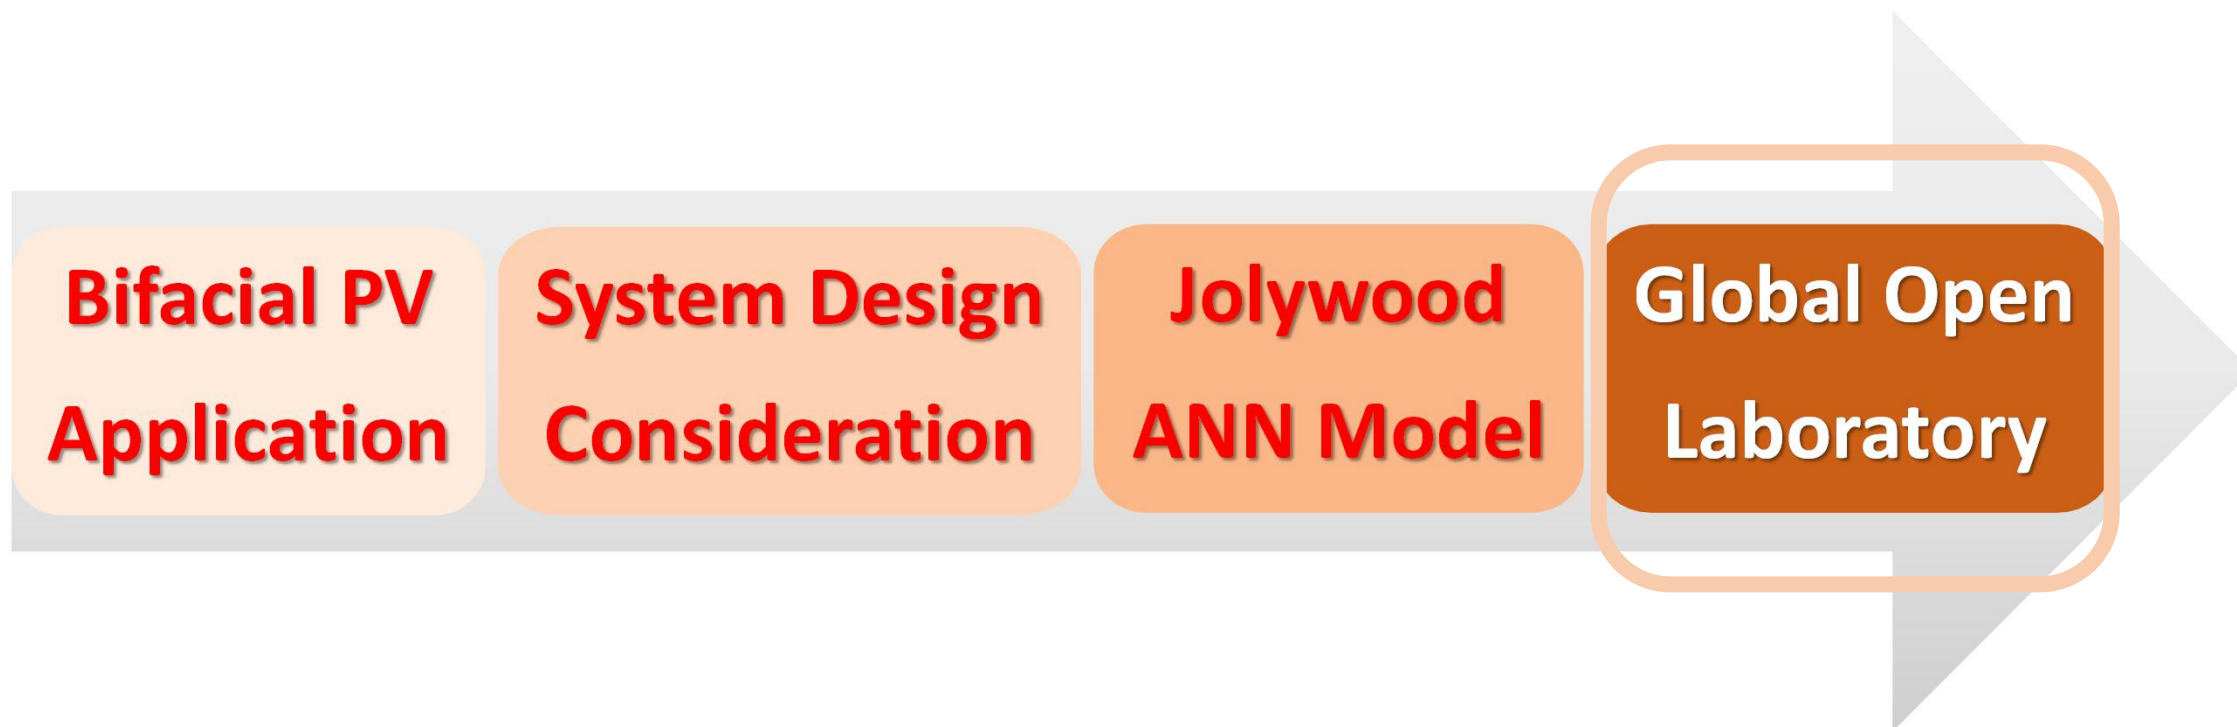 Bifacial PV
Application
System Design
Consideration
Jolywood
ANN Model
Global Open
Laboratory